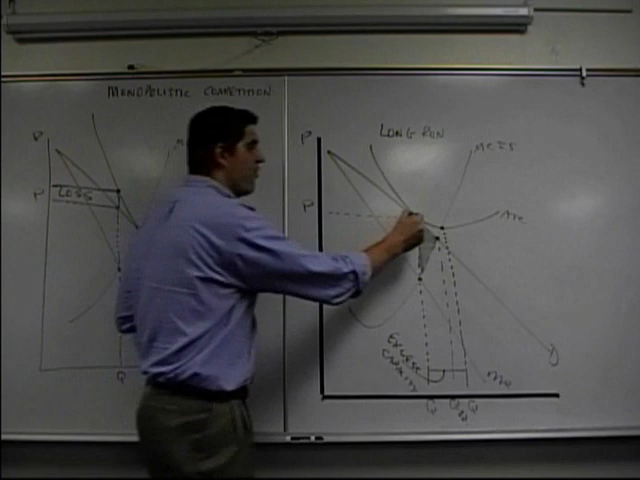 MONOPOLISTIC COMPETITION
P
P
LOSS
Q
LONG RUN
P
MC=S
P
ATC
D
EXCESS
CAPACITY
MR
Q
Q